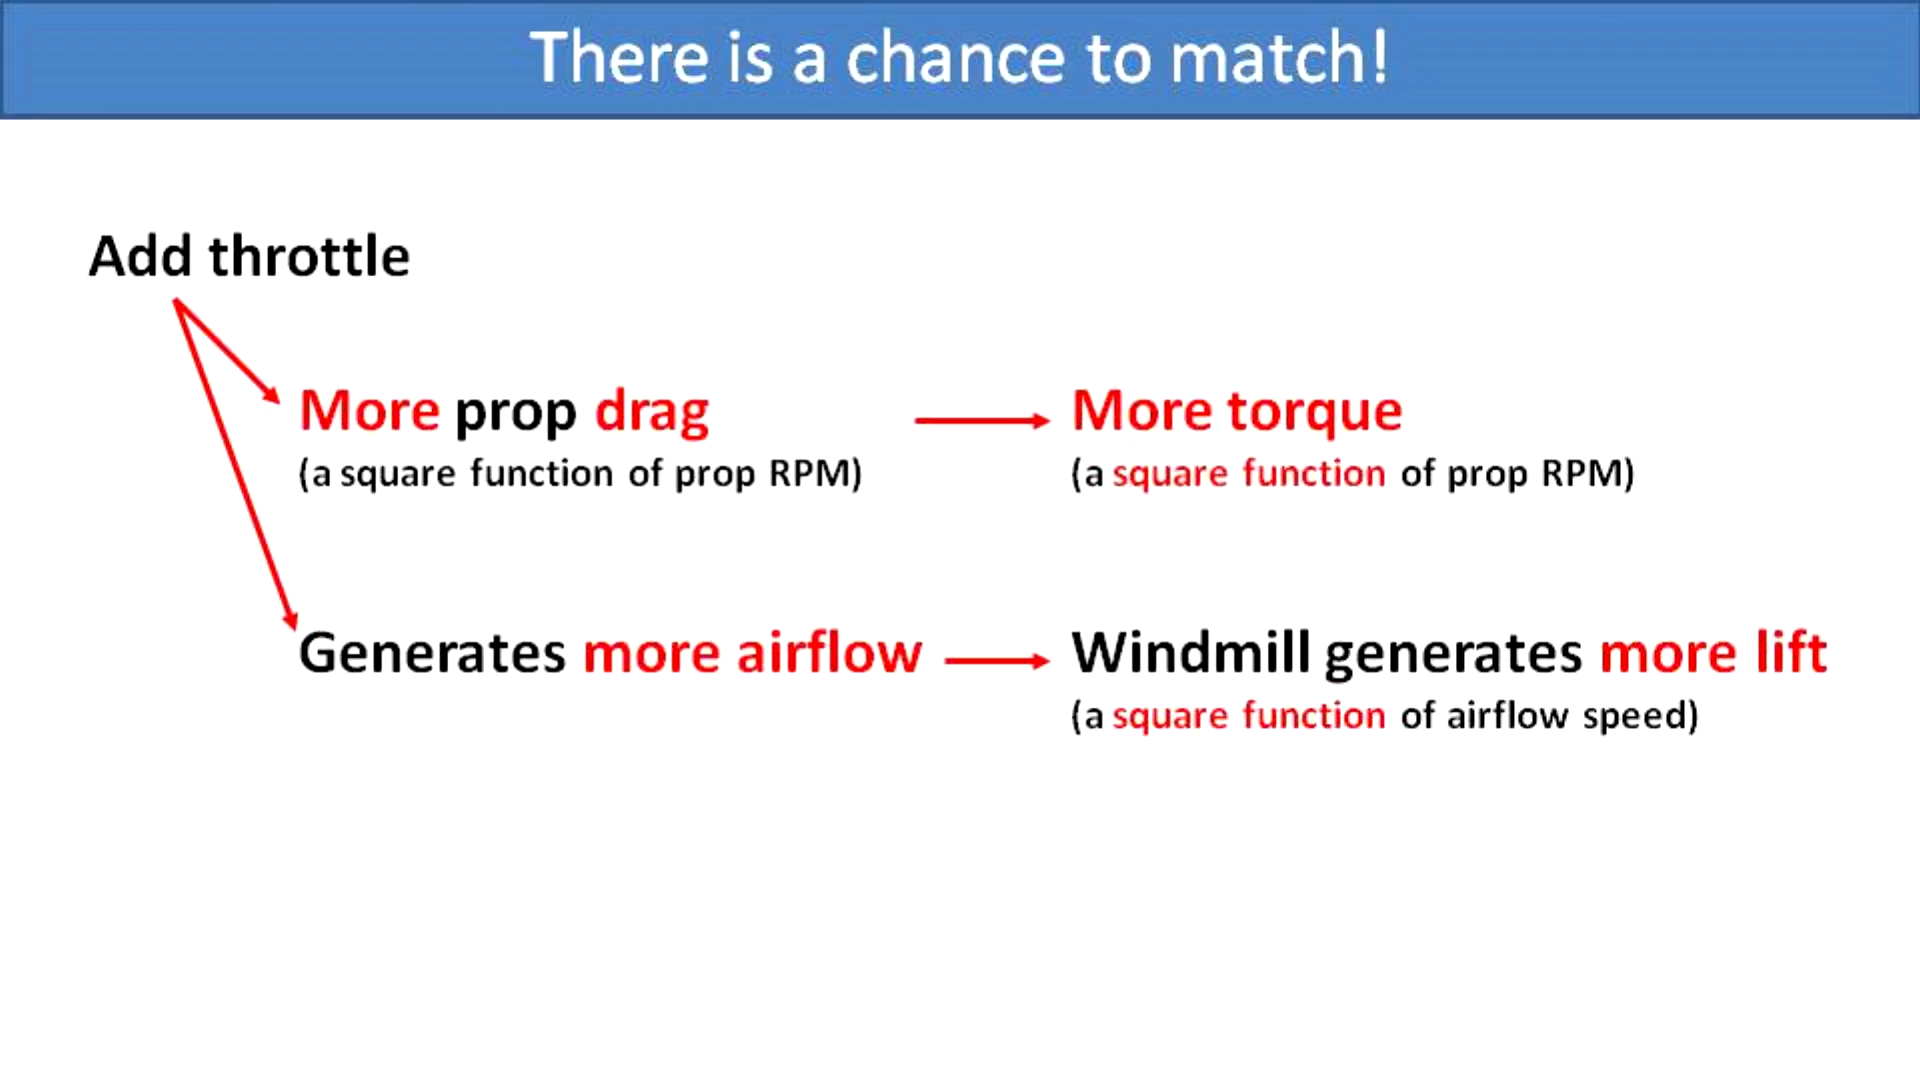 There is a chance to match!
Add throttle
More prop drag
(a square function of prop RPM)
More torque
(a square function of prop RPM)
Generates more airflow
Windmill generates more lift
(a square function of airflow speed)